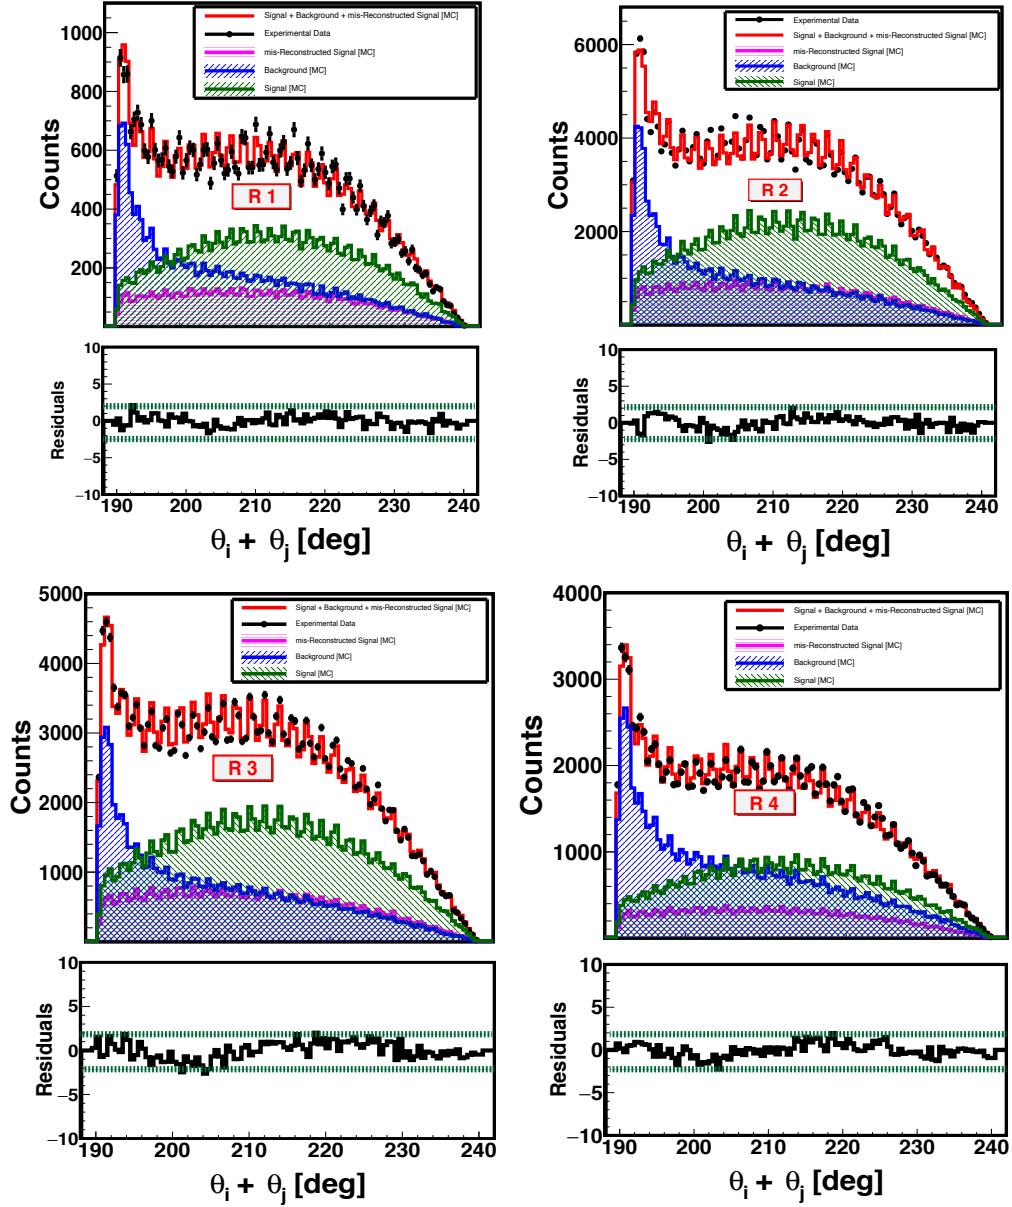 Signal + Background + mis-Reconstructed Signal [MC]
Experimental Data
mis-Reconstructed Signal [MC]
Background [MC]
Signal [MC]
1000
800
600
400
200
Counts
R 1
10
5
0
−5
−10
Residuals
190 200 210 220 230 240
θi + θj [deg]
Experimental Data
Signal + Background + mis-Reconstructed Signal [MC]
mis-Reconstructed Signal [MC]
Background [MC]
Signal [MC]
6000
4000
2000
Counts
R 2
10
5
0
−5
−10
Residuals
190 200 210 220 230 240
θi + θj [deg]
Signal + Background + mis-Reconstructed Signal [MC]
Experimental Data
mis-Reconstructed Signal [MC]
Background [MC]
Signal [MC]
5000
4000
3000
2000
1000
Counts
R 3
10
5
0
−5
−10
Residuals
190 200 210 220 230 240
θi + θj [deg]
Signal + Background + mis-Reconstructed Signal [MC]
Experimental Data
mis-Reconstructed Signal [MC]
Background [MC]
Signal [MC]
4000
3000
2000
1000
Counts
R 4
10
5
0
−5
−10
Residuals
190 200 210 220 230 240
θi + θj [deg]